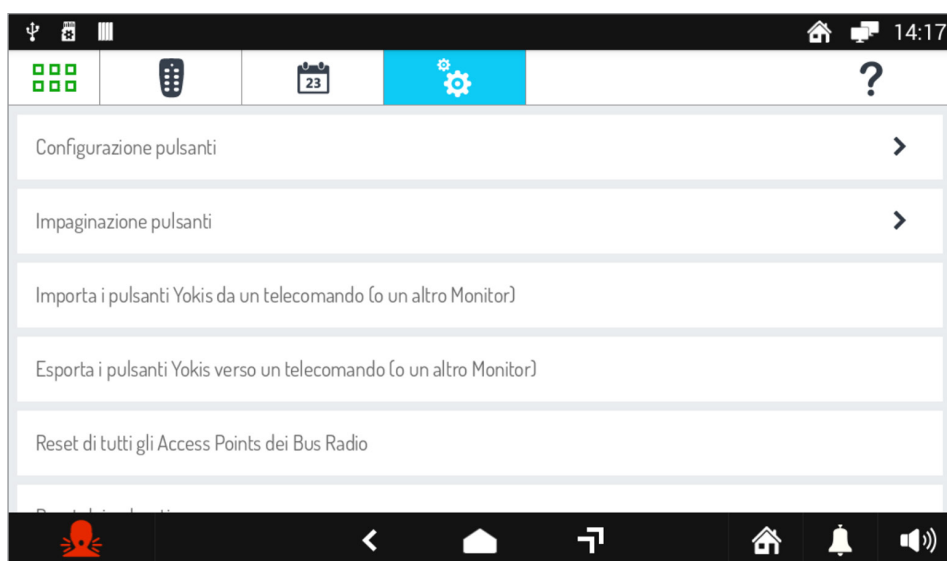 14:17
23
?
Configurazione pulsanti
Impaginazione pulsanti
Importa i pulsanti Yokis da un telecomando (o un altro Monitor)
Esporta i pulsanti Yokis verso un telecomando (o un altro Monitor)
Reset di tutti gli Access Points dei Bus Radio